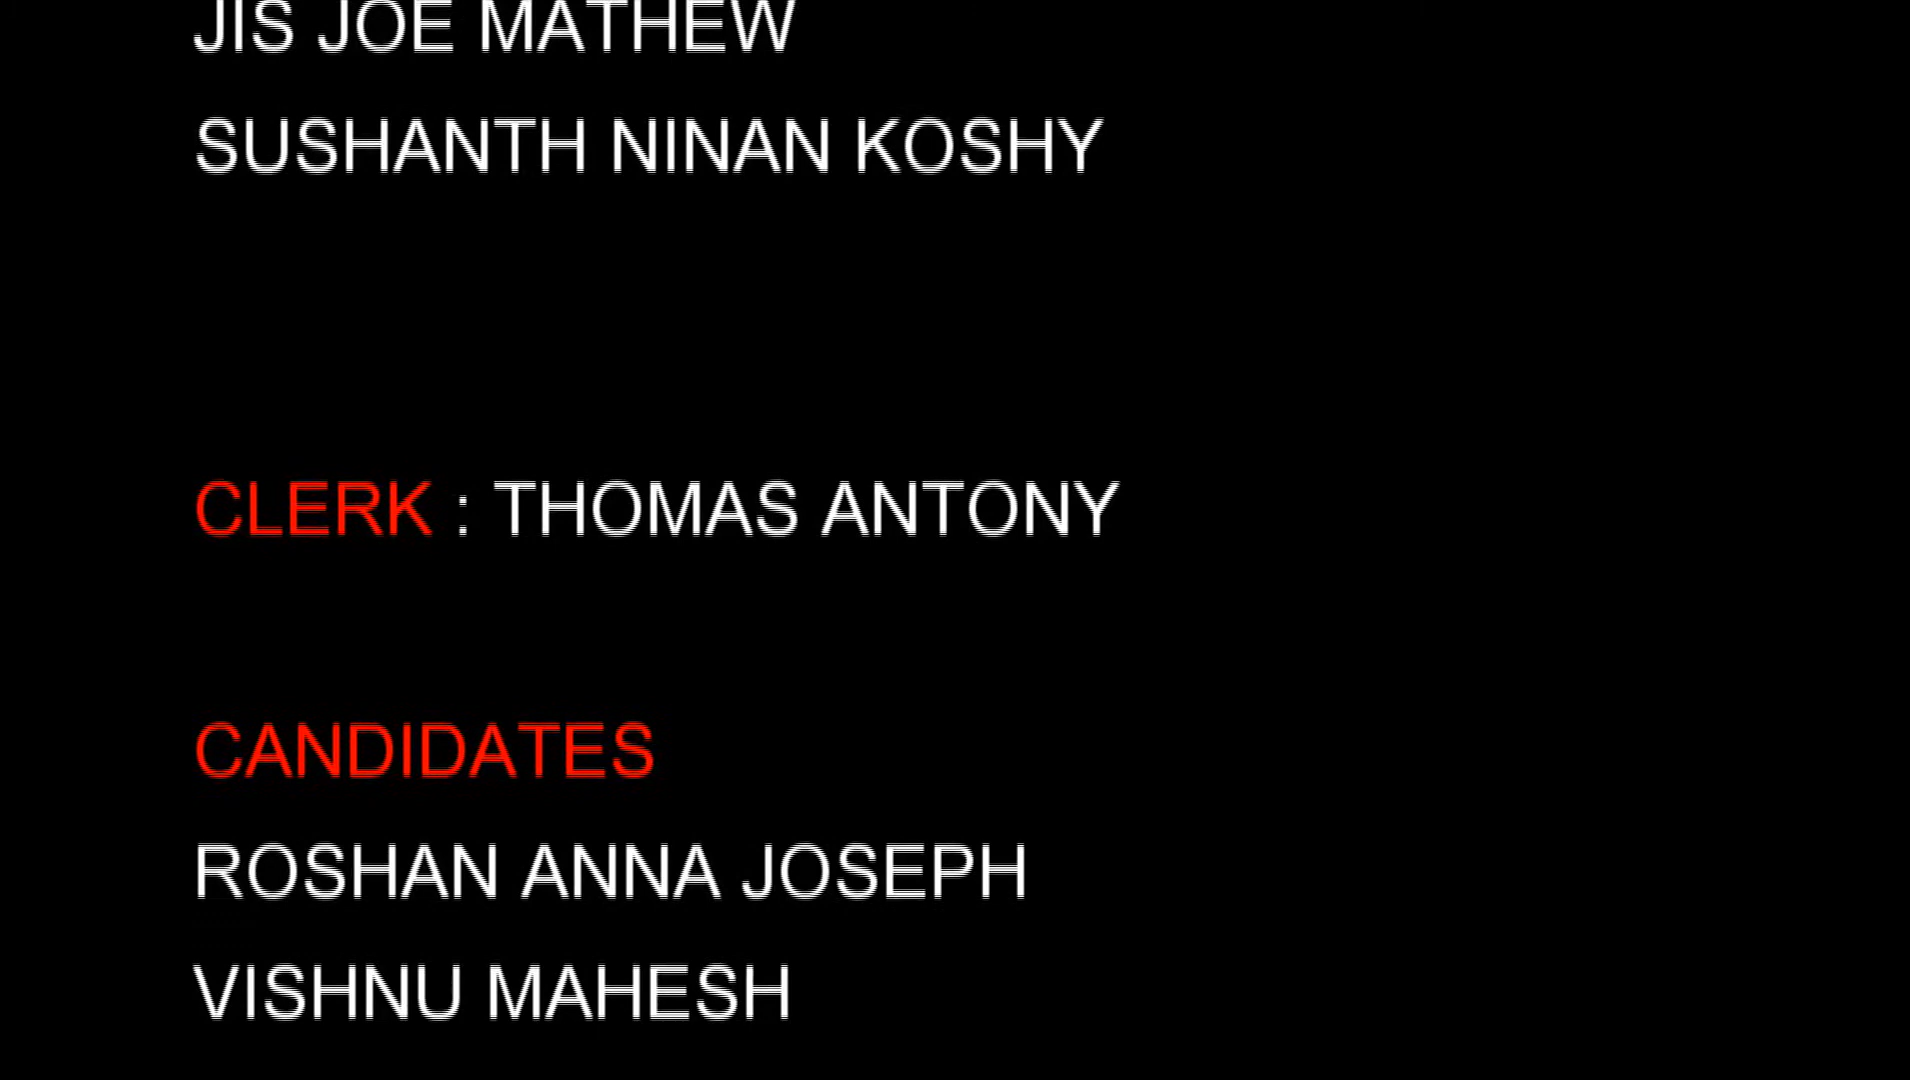 JIS JOE MATHEW
SUSHANTH NINAN KOSHY
CLERK : THOMAS ANTONY
CANDIDATES
ROSHAN ANNA JOSEPH
VISHNU MAHESH